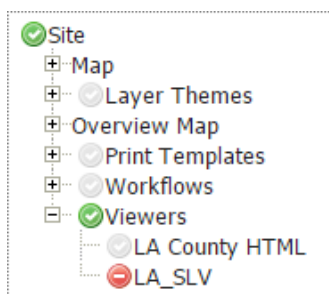 Site
Map
Layer Themes
Overview Map
Print Templates
Workflows
Viewers
LA County HTML
LA_SLV